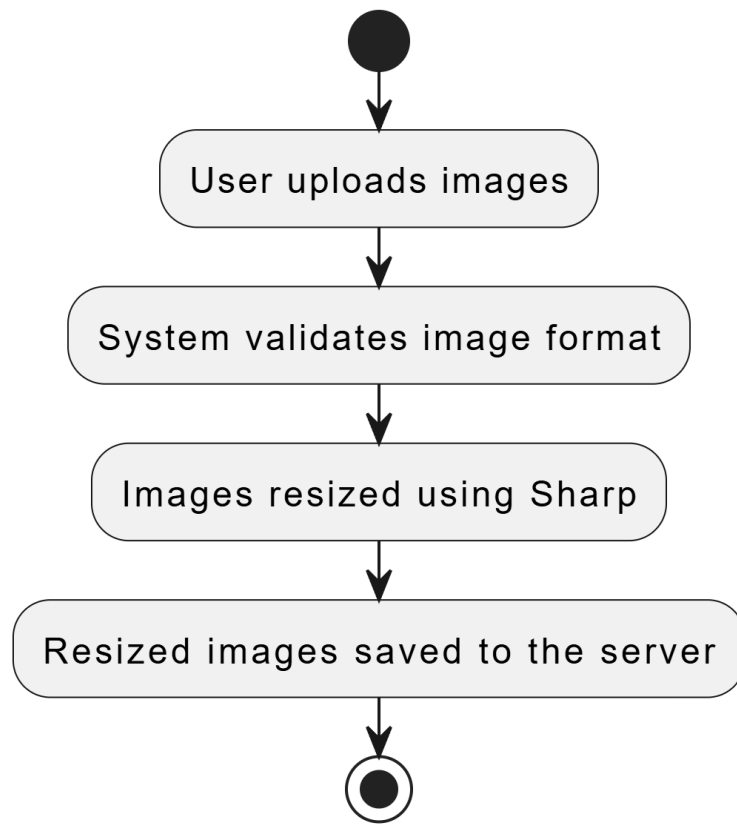 User uploads images
System validates image format
Images resized using Sharp
Resized images saved to the server